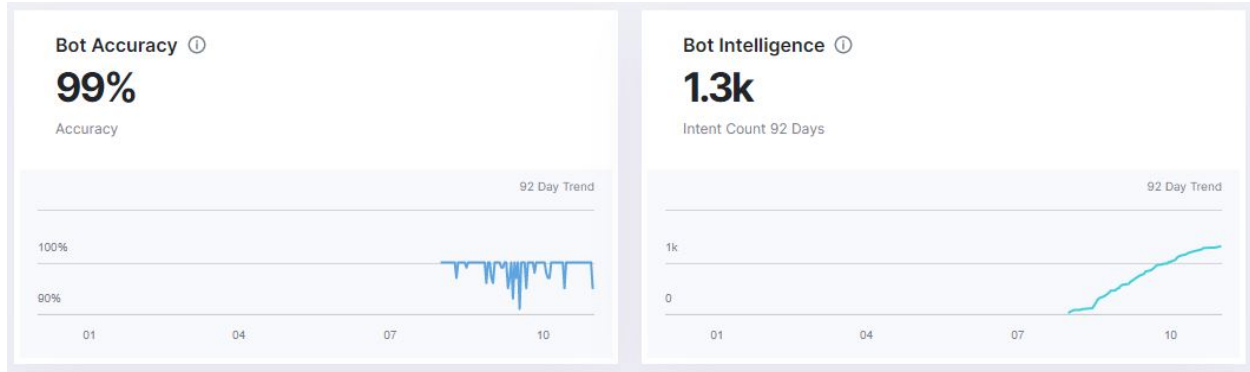 Bot Accuracy
99%
Accuracy
92 Day Trend
100%
90%
01 04 07 10
Bot Intelligence
1.3k
Intent Count 92 Days
92 Day Trend
1k
0
01 04 07 10